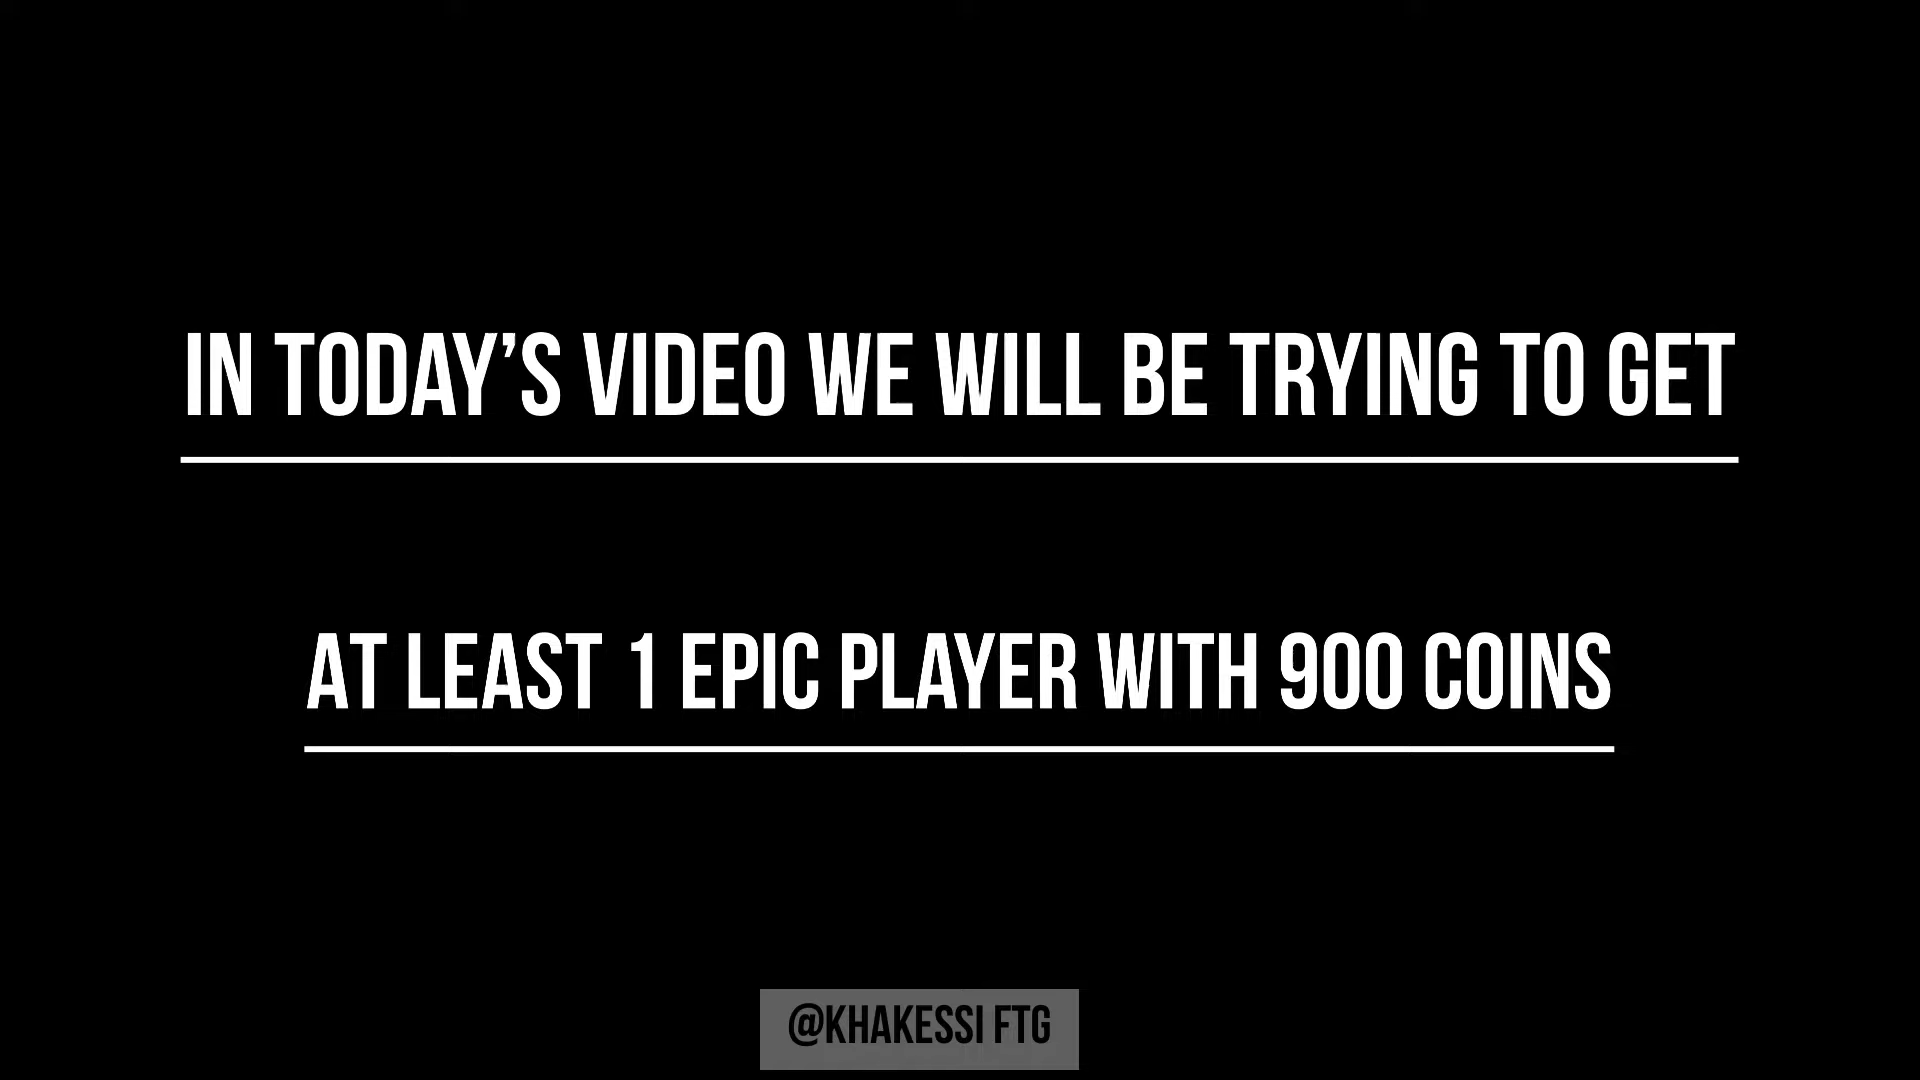 IN TODAY’S VIDEO WE WILL BE TRYING TO GET
AT LEAST 1 EPIC PLAYER WITH 900 COINS
@KHAKESSI FTG